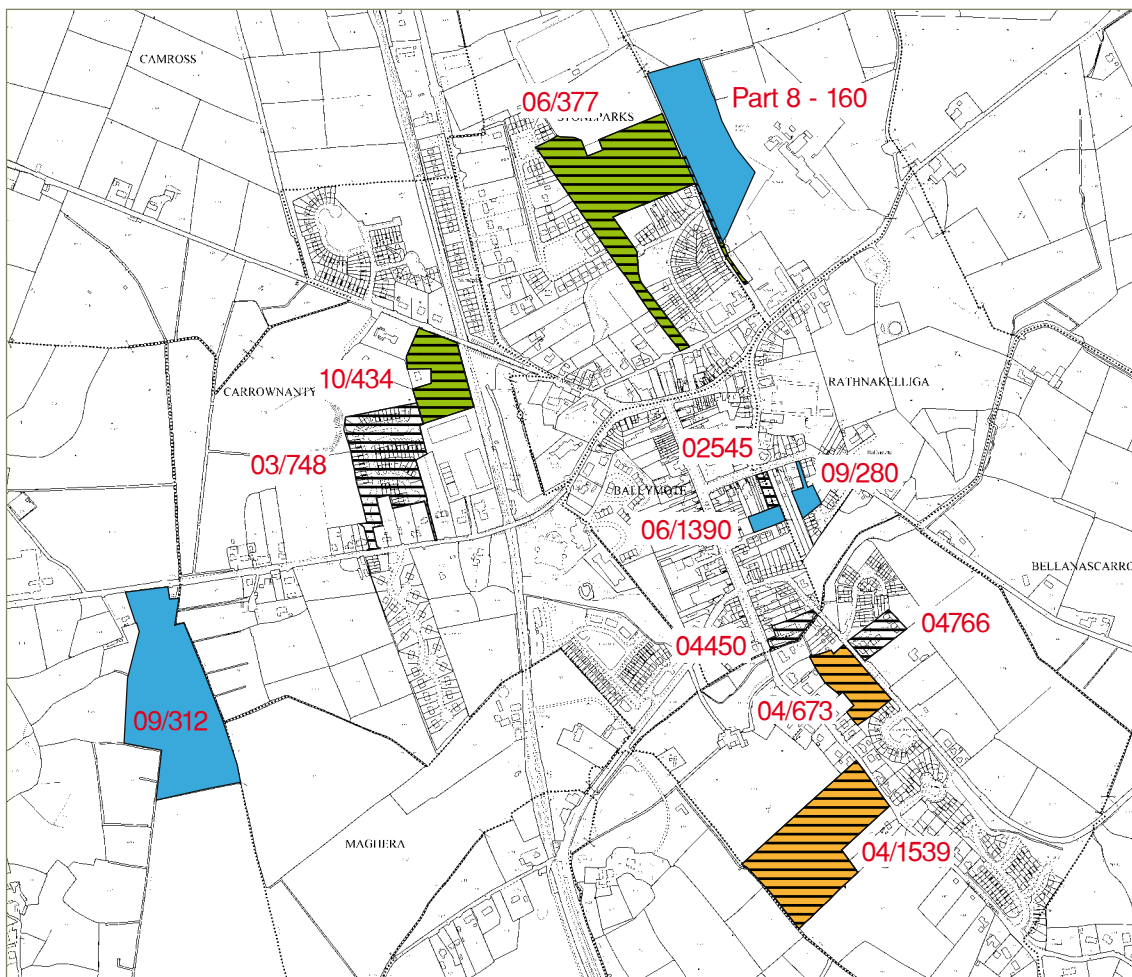 CAMROSS
06/377
Part 8 - 160
STONEPARKS
10/434
CARROWNANTY
RATHNAKELLIGA
03/748
02545
09/280
BALLYMOTE
06/1390
BELLANASCARRO
04450
04766
09/312
04/673
MAGHERA
04/1539